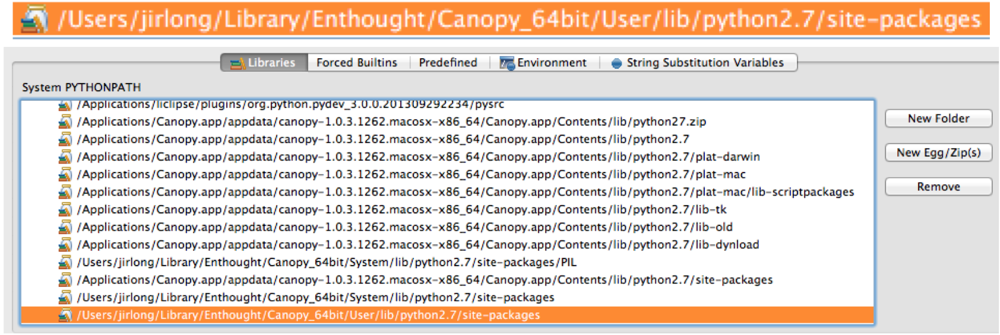 /Users/jirlong/Library/Enthought/Canopy_64bit/User/lib/python2.7/site-packages
Libraries Forced Builtins Predefined Environment String Substitution Variables
System PYTHONPATH
/Applications/liclipse/plugins/org.python.pydev_3.0.0.201309292234/pysrc
/Applications/Canopy.app/appdata/canopy-1.0.3.1262.macosx-x86_64/Canopy.app/Contents/lib/python27.zip
/Applications/Canopy.app/appdata/canopy-1.0.3.1262.macosx-x86_64/Canopy.app/Contents/lib/python2.7
/Applications/Canopy.app/appdata/canopy-1.0.3.1262.macosx-x86_64/Canopy.app/Contents/lib/python2.7/plat-darwin
/Applications/Canopy.app/appdata/canopy-1.0.3.1262.macosx-x86_64/Canopy.app/Contents/lib/python2.7/plat-mac
/Applications/Canopy.app/appdata/canopy-1.0.3.1262.macosx-x86_64/Canopy.app/Contents/lib/python2.7/plat-mac/lib-scriptpackages
/Applications/Canopy.app/appdata/canopy-1.0.3.1262.macosx-x86_64/Canopy.app/Contents/lib/python2.7/lib-tk
/Applications/Canopy.app/appdata/canopy-1.0.3.1262.macosx-x86_64/Canopy.app/Contents/lib/python2.7/lib-old
/Applications/Canopy.app/appdata/canopy-1.0.3.1262.macosx-x86_64/Canopy.app/Contents/lib/python2.7/lib-dynload
/Users/jirlong/Library/Enthought/Canopy_64bit/System/lib/python2.7/site-packages/PIL
/Applications/Canopy.app/appdata/canopy-1.0.3.1262.macosx-x86_64/Canopy.app/Contents/lib/python2.7/site-packages
/Users/jirlong/Library/Enthought/Canopy_64bit/System/lib/python2.7/site-packages
/Users/jirlong/Library/Enthought/Canopy_64bit/User/lib/python2.7/site-packages
New Folder
New Egg/Zip(s)
Remove